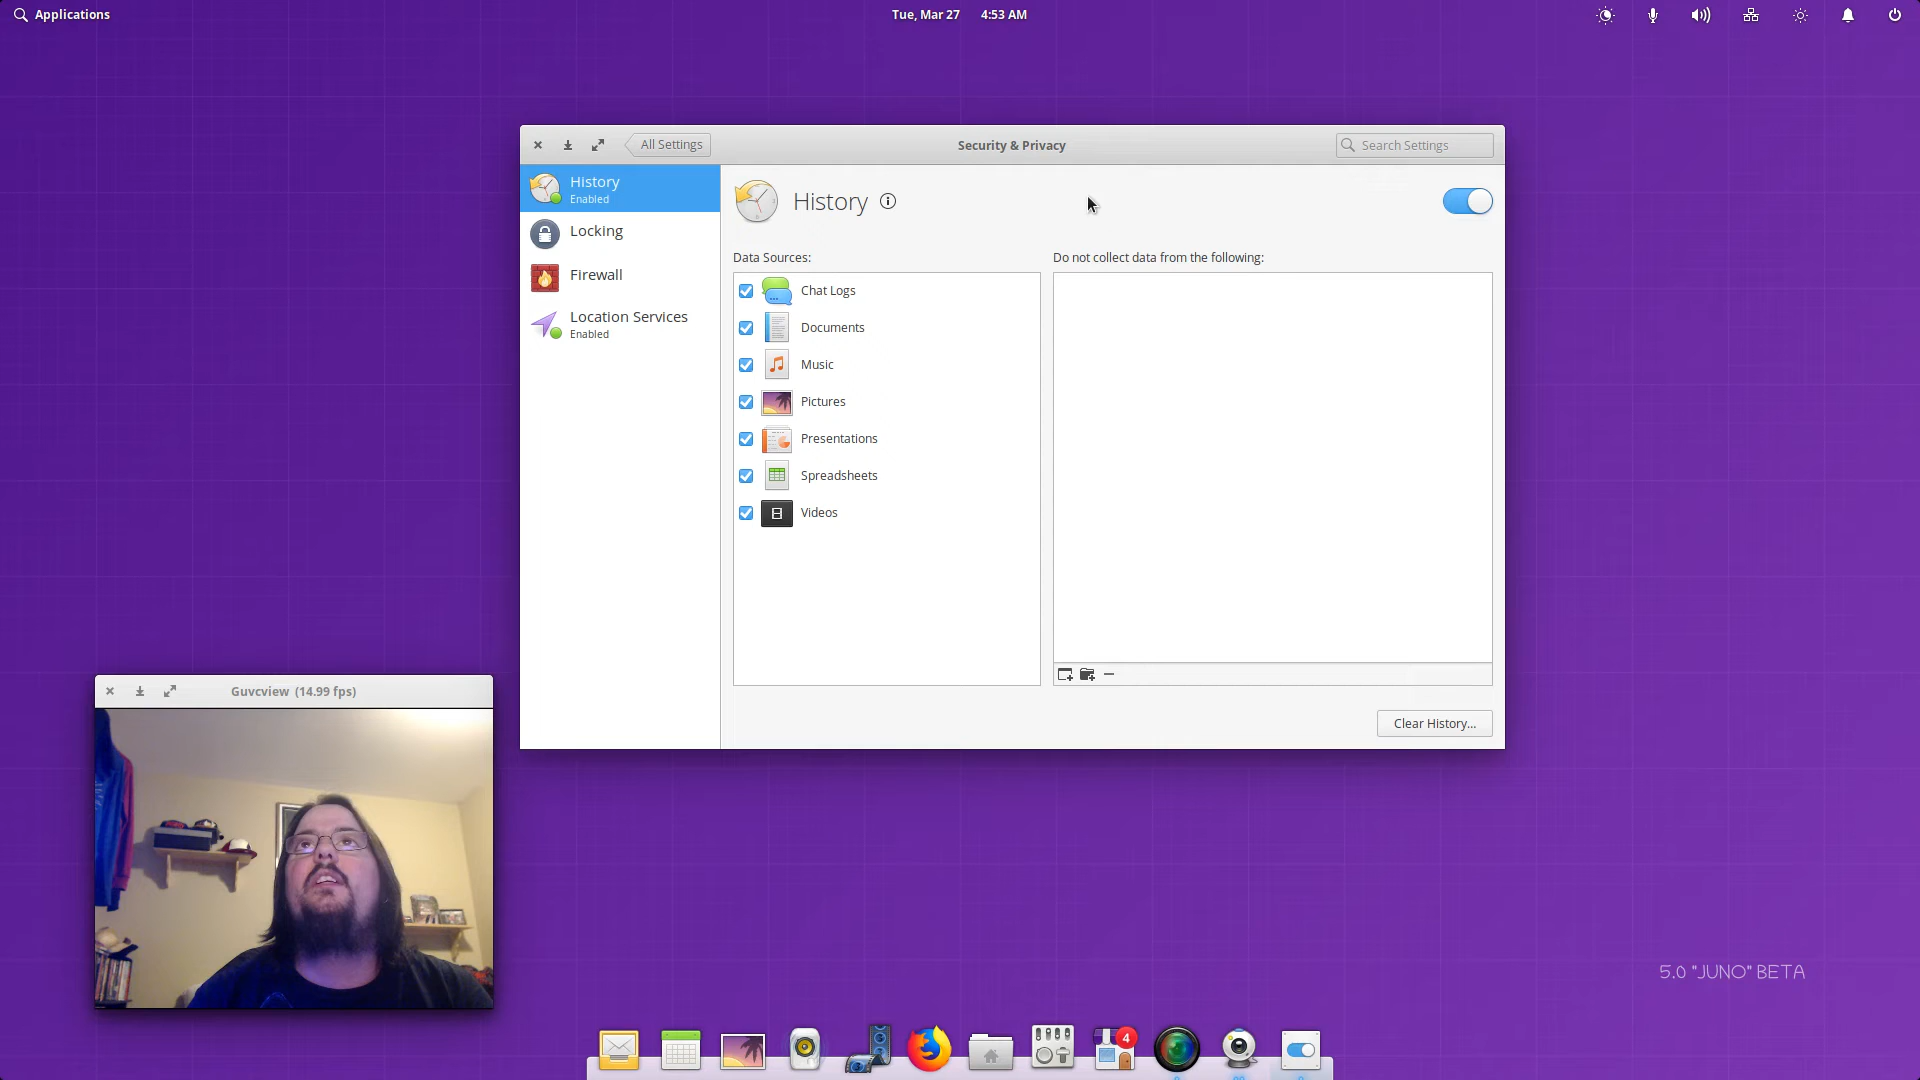 Applications
Tue, Mar 27 4:53 AM
All Settings
Security & Privacy
Search Settings
History
Enabled
Locking
Firewall
Location Services
Enabled
History
Data Sources:
Do not collect data from the following:
Chat Logs
Documents
Music
Pictures
Presentations
Spreadsheets
Videos
Clear History...
Guvcview (14.99 fps)
5.0 "JUNO" BETA
4